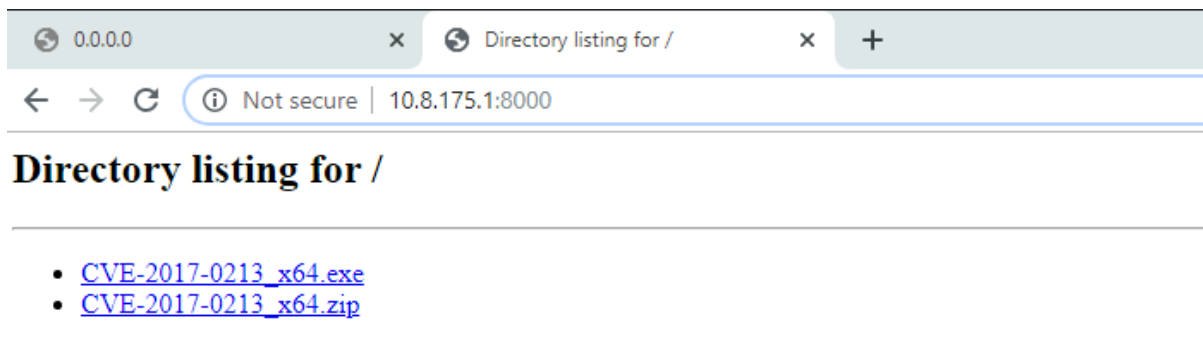 0.0.0.0 Directory listing for /
Not secure | 10.8.175.1:8000
Directory listing for /
CVE-2017-0213_x64.exe
CVE-2017-0213_x64.zip